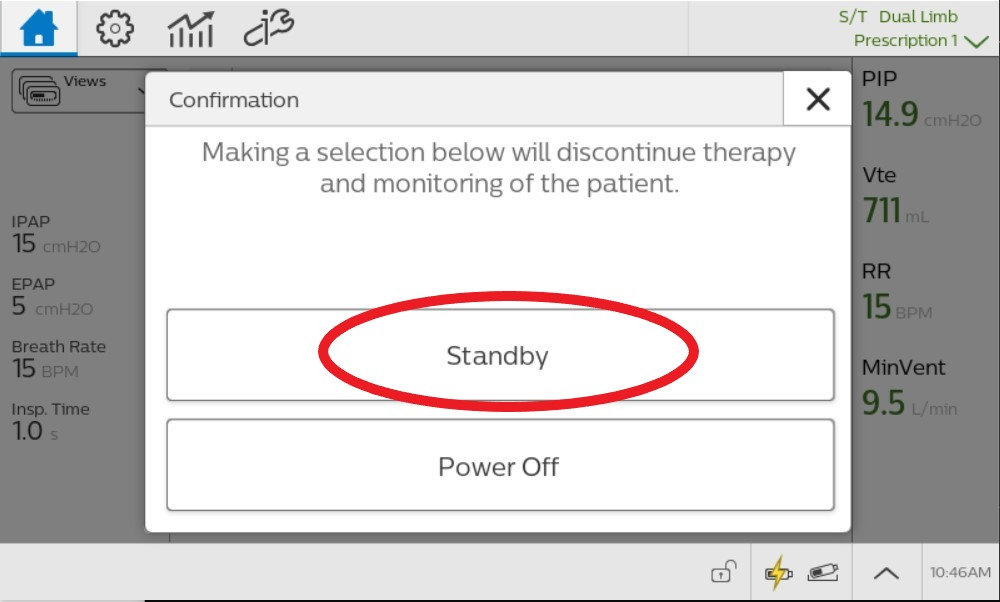 S/T Dual Limb
Prescription 1
Views
Confirmation
Making a selection below will discontinue therapy
and monitoring of the patient.
Standby
Power Off
IPAP
15 cmH2O
EPAP
5 cmH2O
Breath Rate
15 BPM
Insp. Time
1.0 s
PIP
14.9 cmH2O
Vte
711 mL
RR
15 BPM
MinVent
9.5 L/min
10:46AM